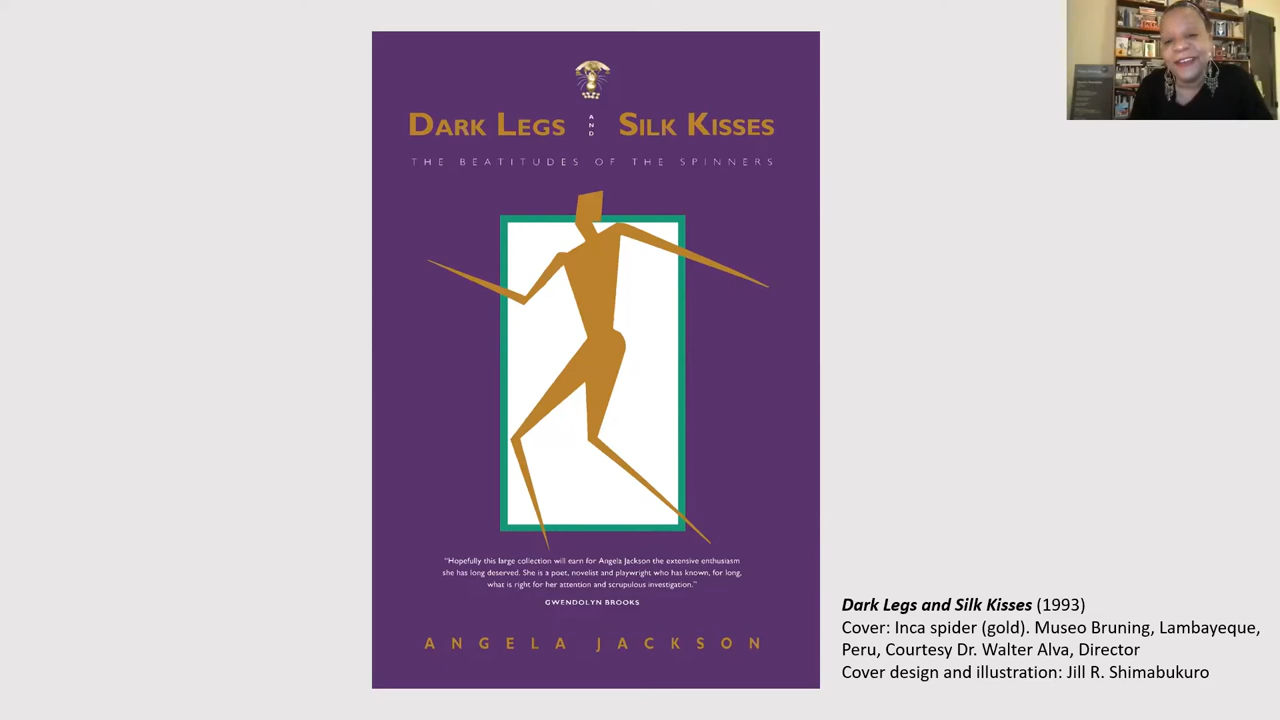 DARK LEGS AND SILK KISSES
THE BEATITUDES OF THE SPINNERS
"Hopefully this large collection will earn for Angela Jackson the extensive enthusiasm
she has long deserved. She is a poet, novelist and playwright who has known, for long,
what is right for her attention and scrupulous investigation."
GWENDOLYN BROOKS
ANGELA JACKSON
Dark Legs and Silk Kisses (1993)
Cover: Inca spider (gold). Museo Bruning, Lambayeque,
Peru, Courtesy Dr. Walter Alva, Director
Cover design and illustration: Jill R. Shimabukuro